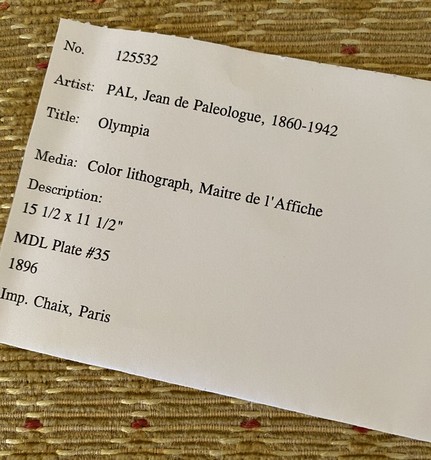 No. 125532
Artist: PAL, Jean de Paleologue, 1860-1942
Title: Olympia
Media: Color lithograph, Maitre de l'Affiche
Description:
15 1/2 x 11 1/2"
MDL Plate #35
1896
Imp. Chaix, Paris